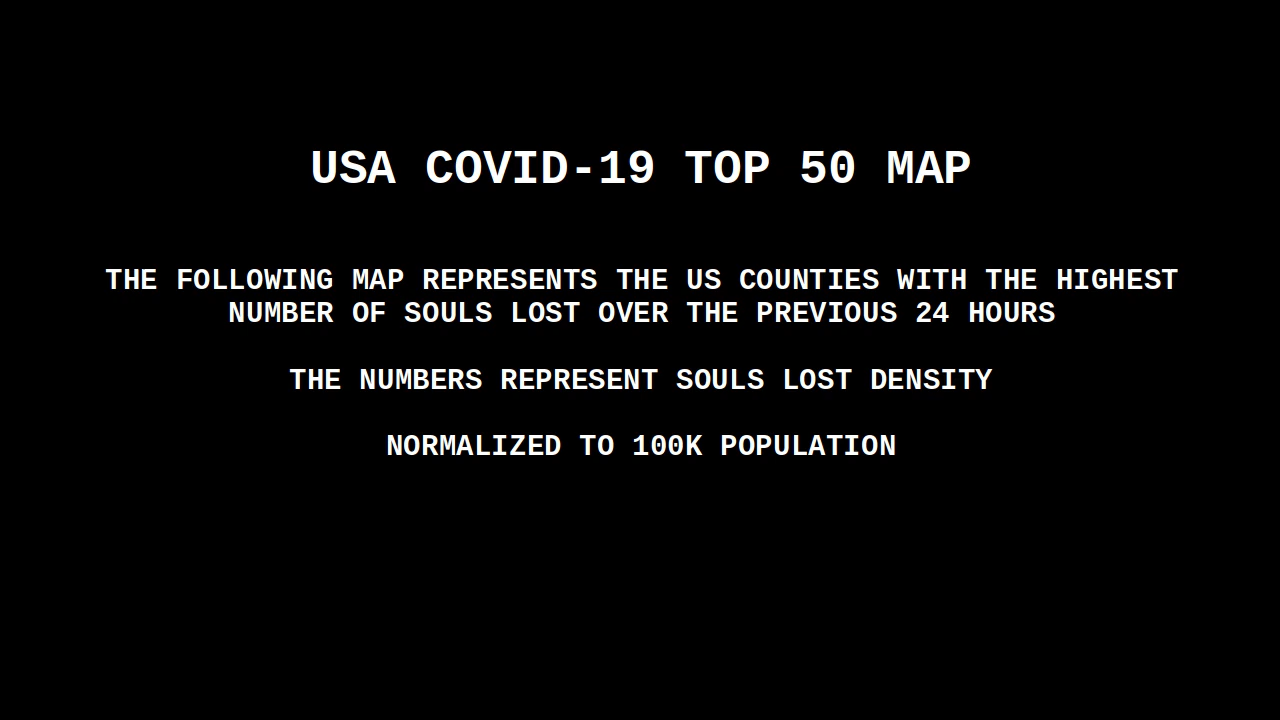 USA COVID-19 TOP 50 MAP
THE FOLLOWING MAP REPRESENTS THE US COUNTIES WITH THE HIGHEST
NUMBER OF SOULS LOST OVER THE PREVIOUS 24 HOURS
THE NUMBERS REPRESENT SOULS LOST DENSITY
NORMALIZED TO 100K POPULATION